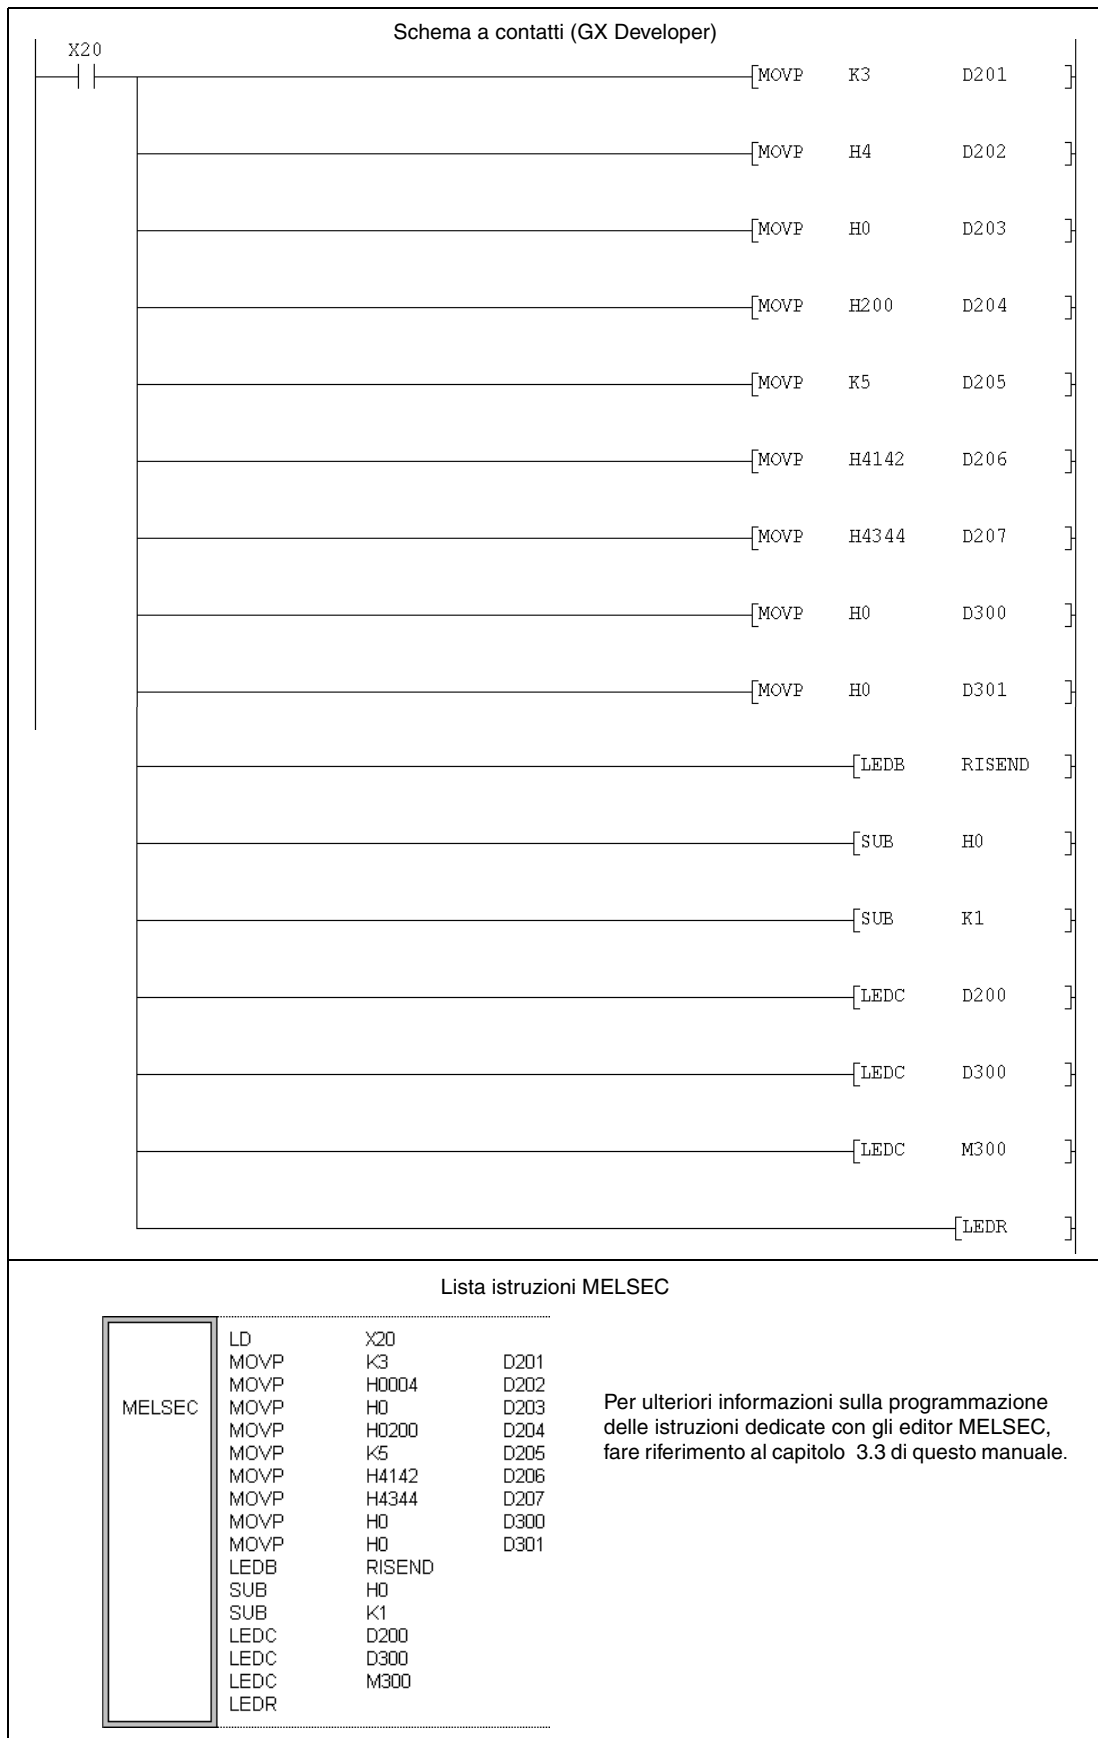 Schema a contatti (GX Developer)
X20
MOVP K3 D201
MOVP H4 D202
MOVP H0 D203
MOVP H200 D204
MOVP K5 D205
MOVP H4142 D206
MOVP H4344 D207
MOVP H0 D300
MOVP H0 D301
LEDB RISEND
SUB H0
SUB K1
LEDC D200
LEDC D300
LEDC M300
LEDR
Lista istruzioni MELSEC
MELSEC
LD X20
MOVP K3 D201
MOVP H0004 D202
MOVP H0 D203
MOVP H0200 D204
MOVP K5 D205
MOVP H4142 D206
MOVP H4344 D207
MOVP H0 D300
MOVP H0 D301
LEDB RISEND
SUB H0
SUB K1
LEDC D200
LEDC D300
LEDC M300
LEDR
Per ulteriori informazioni sulla programmazione
delle istruzioni dedicate con gli editor MELSEC,
fare riferimento al capitolo 3.3 di questo manuale.